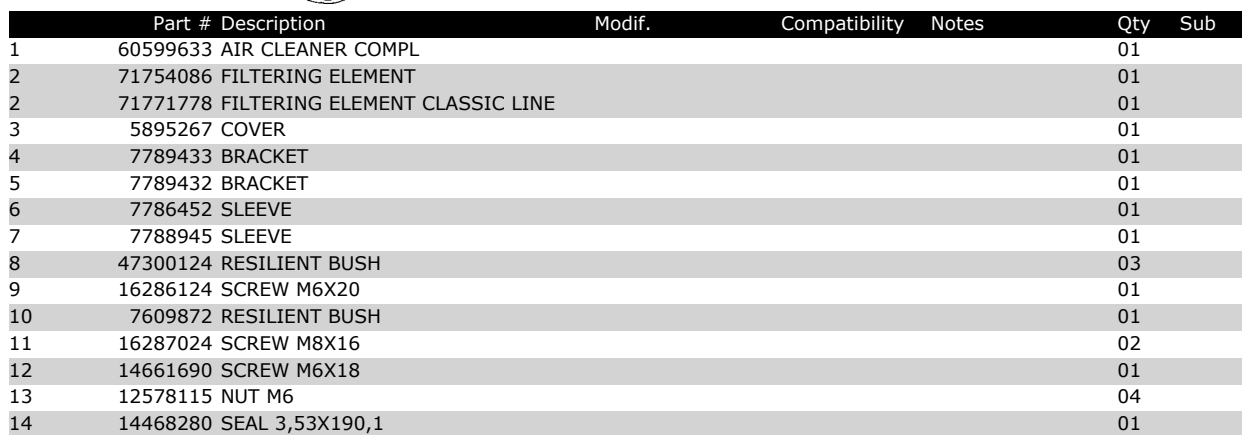 Part # Description Modif. Compatibility Notes Qty Sub
1 60599633 AIR CLEANER COMPL 01
2 71754086 FILTERING ELEMENT 01
2 71771778 FILTERING ELEMENT CLASSIC LINE 01
3 5895267 COVER 01
4 7789433 BRACKET 01
5 7789432 BRACKET 01
6 7786452 SLEEVE 01
7 7788945 SLEEVE 01
8 47300124 RESILIENT BUSH 03
9 16286124 SCREW M6X20 01
10 7609872 RESILIENT BUSH 01
11 16287024 SCREW M8X16 02
12 14661690 SCREW M6X18 01
13 12578115 NUT M6 04
14 14468280 SEAL 3,53X190,1 01